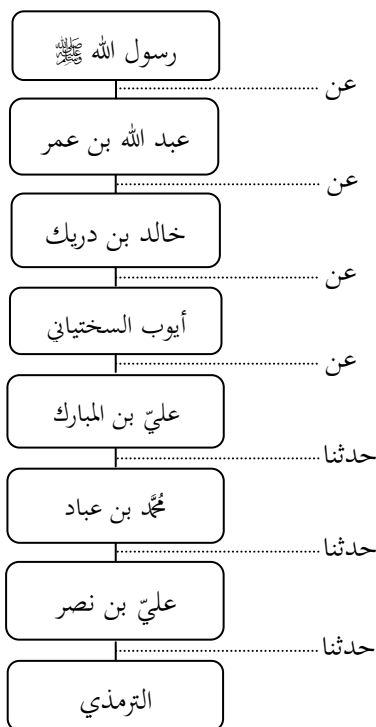 رسول الله ﷺ
عن
عبد الله بن عمر
عن
خالد بن دريك
عن
أيوب السختياني
عن
عليّ بن المبارك
حدثنا
مُحَّد بن عباد
حدثنا
عليّ بن نصر
حدثنا
الترمذي